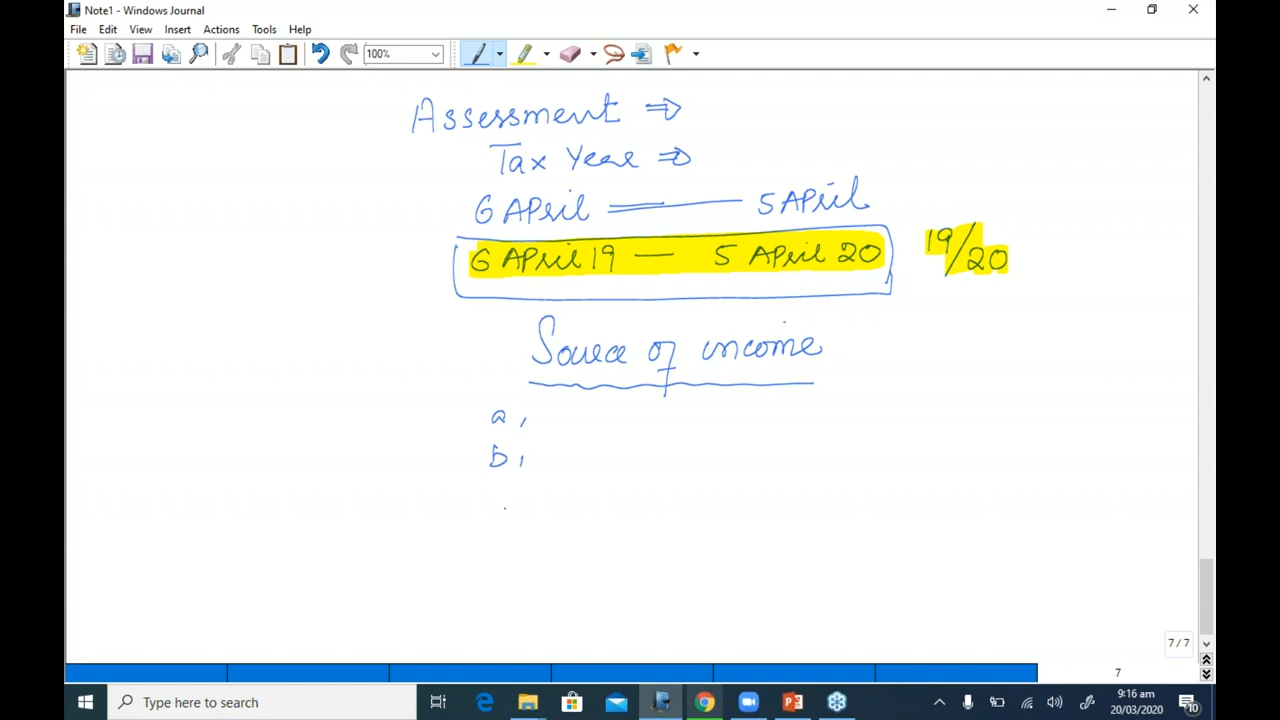 Note1 - Windows Journal
File Edit View Insert Actions Tools Help
100%
Assessment ⇒
Tax Year ⇒
6 April — 5 April
6 April 19 — 5 April 20 19/20
Source of income
a,
b,
7/7
7
Type here to search
9:16 am
20/03/2020
10